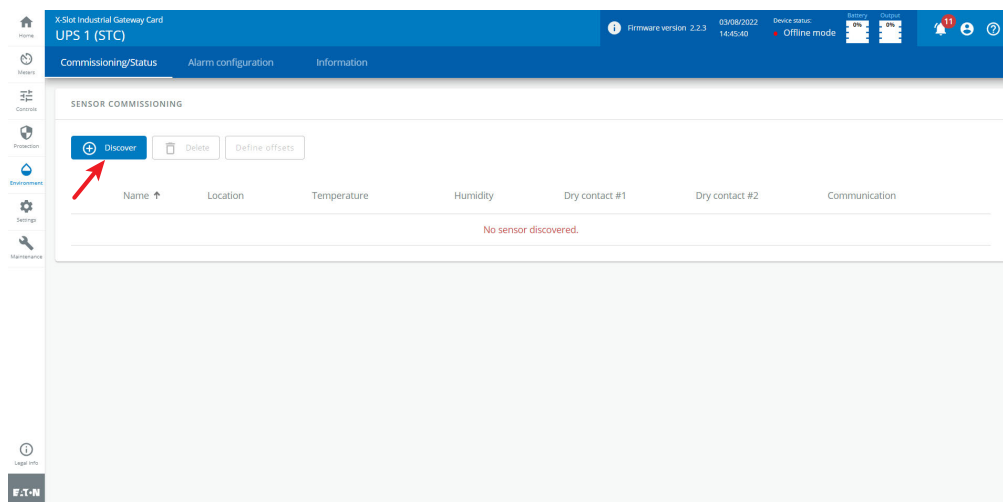 X-Slot Industrial Gateway Card
UPS 1 (STC)
Firmware version 2.2.3
03/08/2022
14:45:40
Device status:
Offline mode
Battery
0%
Output
0%
11
Home
Meters
Controls
Protection
Environment
Settings
Maintenance
Legal info
EATON
Commissioning/Status
Alarm configuration
Information
SENSOR COMMISSIONING
Discover
Delete
Define offsets
Name
Location
Temperature
Humidity
Dry contact #1
Dry contact #2
Communication
No sensor discovered.